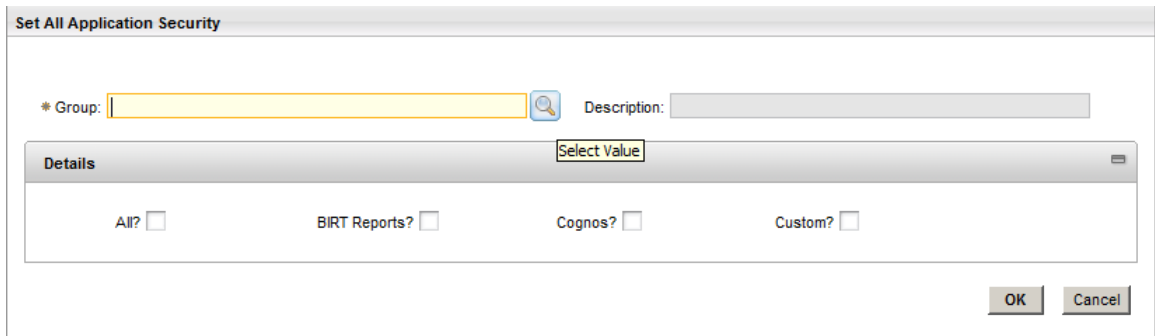 Set All Application Security
* Group: Description:
Select Value
Details
All? BIRT Reports? Cognos? Custom?
OK Cancel